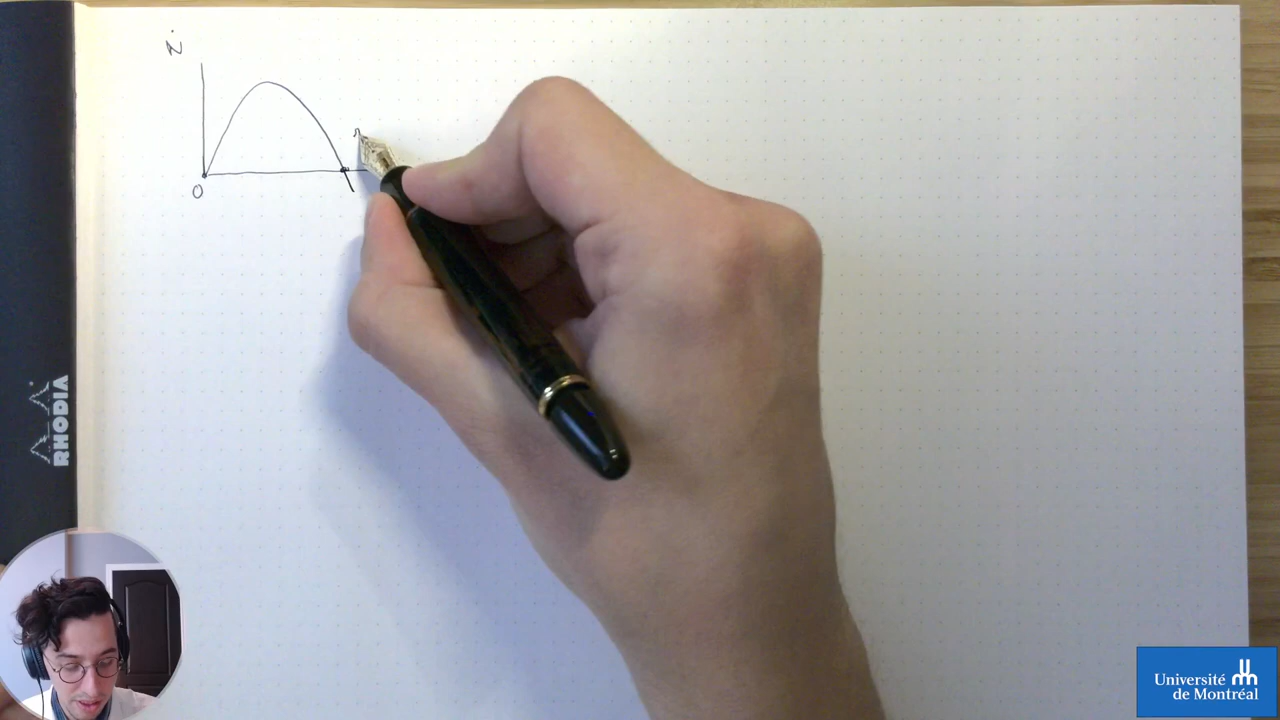 Ṅ
0
RHODIA
Université
de Montréal